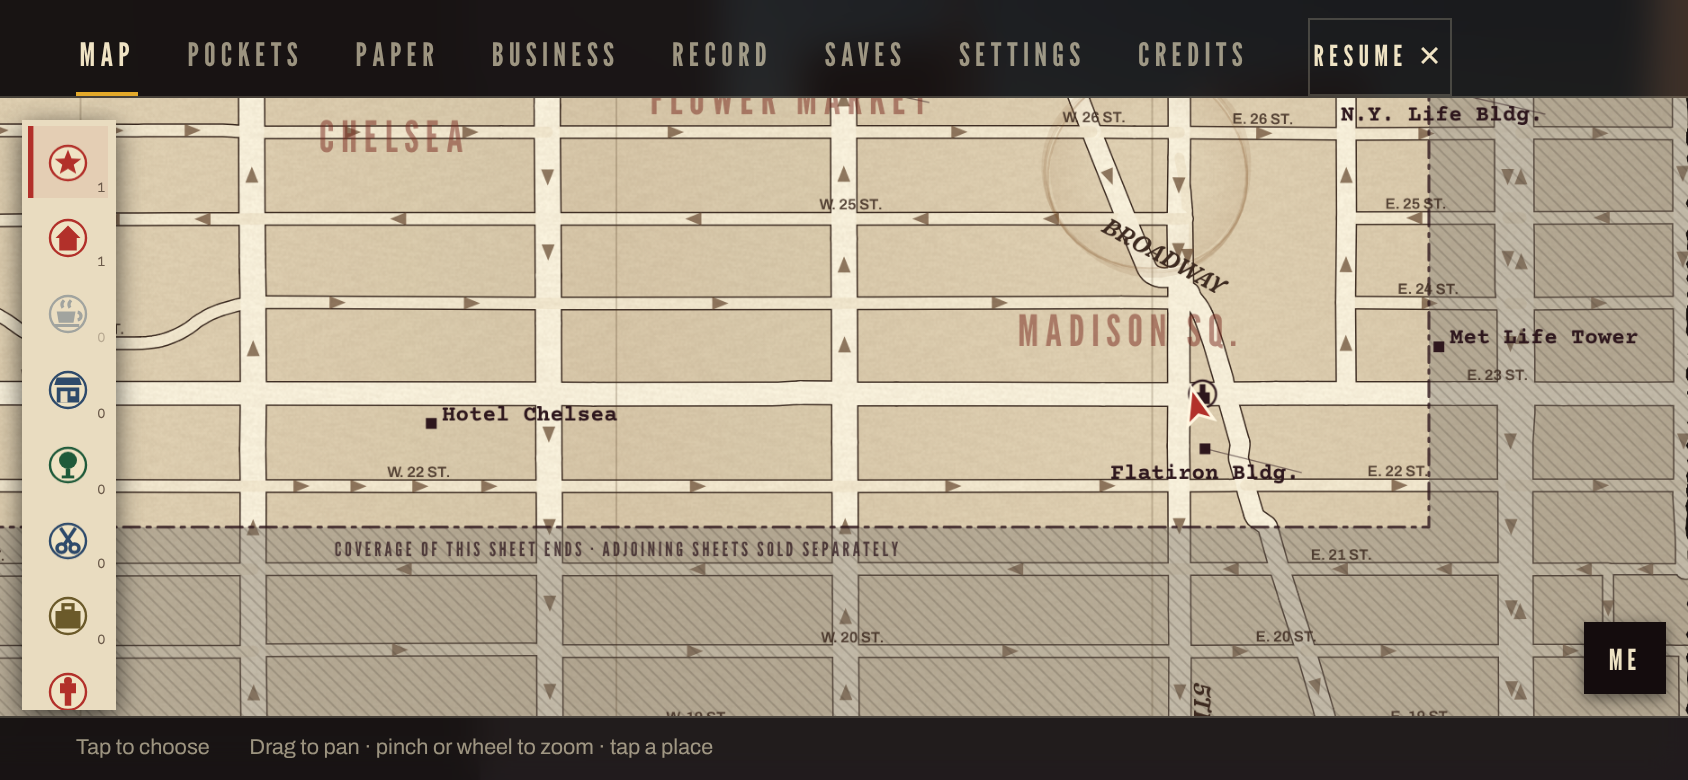 MAP POCKETS PAPER BUSINESS RECORD SAVES SETTINGS CREDITS RESUME ✕
FLOWER MARKET
N.Y. Life Bldg.
W. 26 ST.
E. 26 ST.
CHELSEA
1
W. 25 ST.
E. 25 ST.
BROADWAY
1
E. 24 ST.
MADISON SQ.
0
Met Life Tower
E. 23 ST.
Hotel Chelsea
0
W. 22 ST.
Flatiron Bldg.
E. 22 ST.
0
COVERAGE OF THIS SHEET ENDS · ADJOINING SHEETS SOLD SEPARATELY
E. 21 ST.
0
W. 20 ST.
E. 20 ST.
0
ME
Tap to choose Drag to pan · pinch or wheel to zoom · tap a place